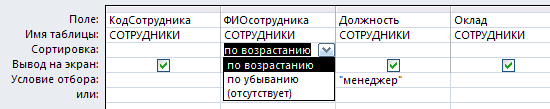 Поле: КодСотрудника ФИОсотрудника Должность Оклад
Имя таблицы: СОТРУДНИКИ СОТРУДНИКИ СОТРУДНИКИ СОТРУДНИКИ
Сортировка: по возрастанию
Вывод на экран: по возрастанию
Условие отбора: по убыванию "менеджер"
или: (отсутствует)